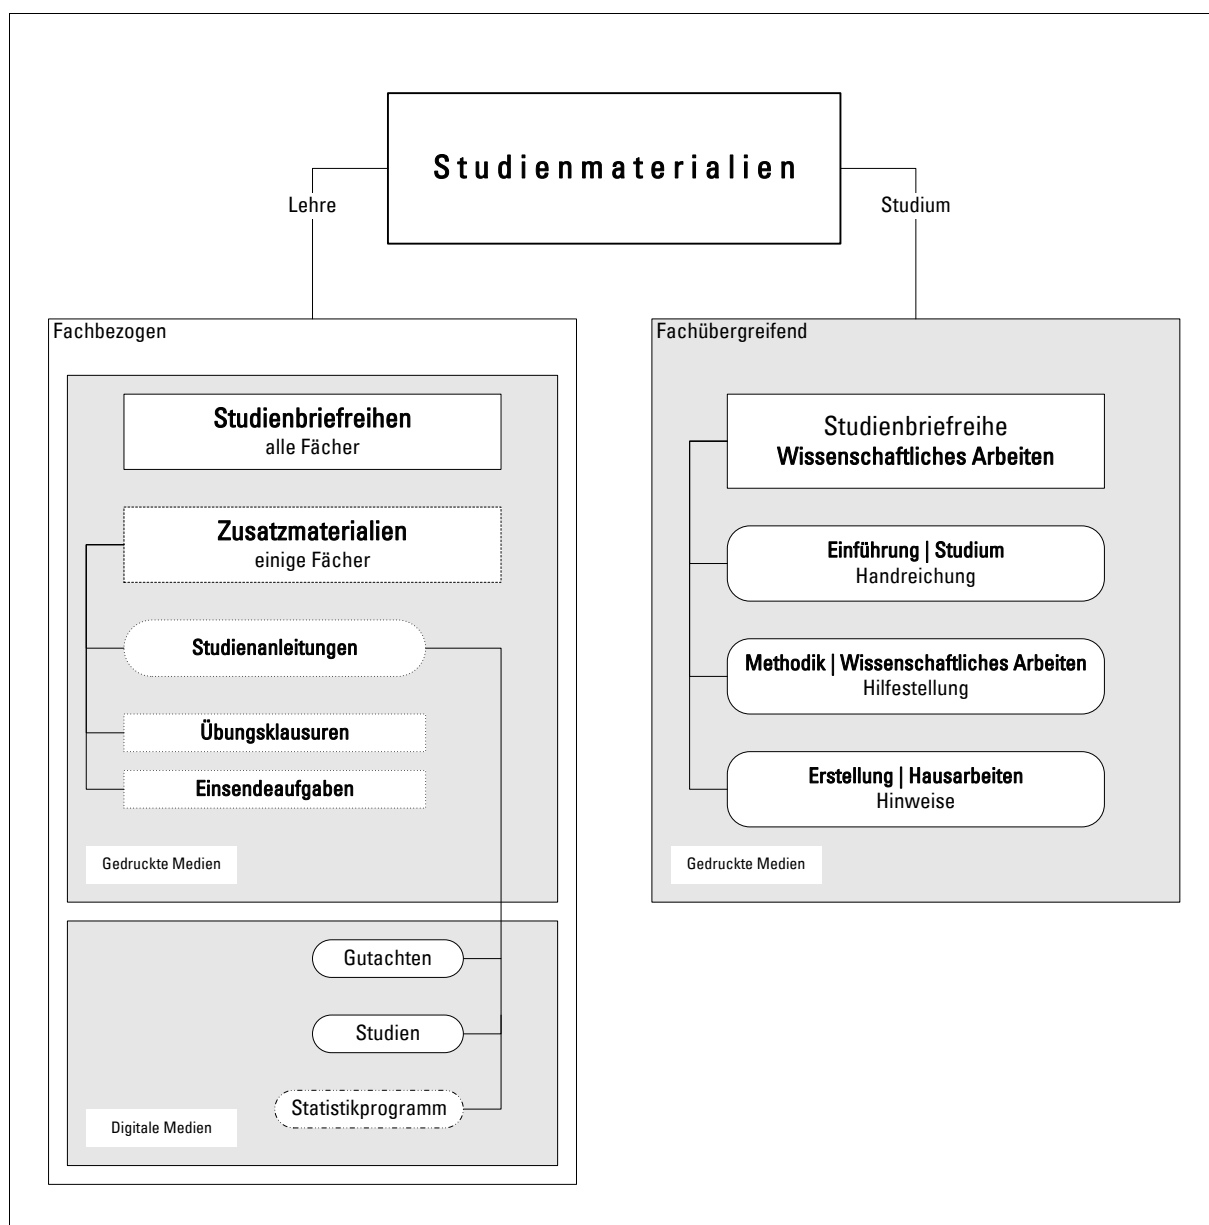 Studienmaterialien
Lehre
Studium
Fachbezogen
Studienbriefreihen
alle Fächer
Zusatzmaterialien
einige Fächer
Studienanleitungen
Übungsklausuren
Einsendeaufgaben
Gedruckte Medien
Gutachten
Studien
Statistikprogramm
Digitale Medien
Fachübergreifend
Studienbriefreihe
Wissenschaftliches Arbeiten
Einführung | Studium
Handreichung
Methodik | Wissenschaftliches Arbeiten
Hilfestellung
Erstellung | Hausarbeiten
Hinweise
Gedruckte Medien